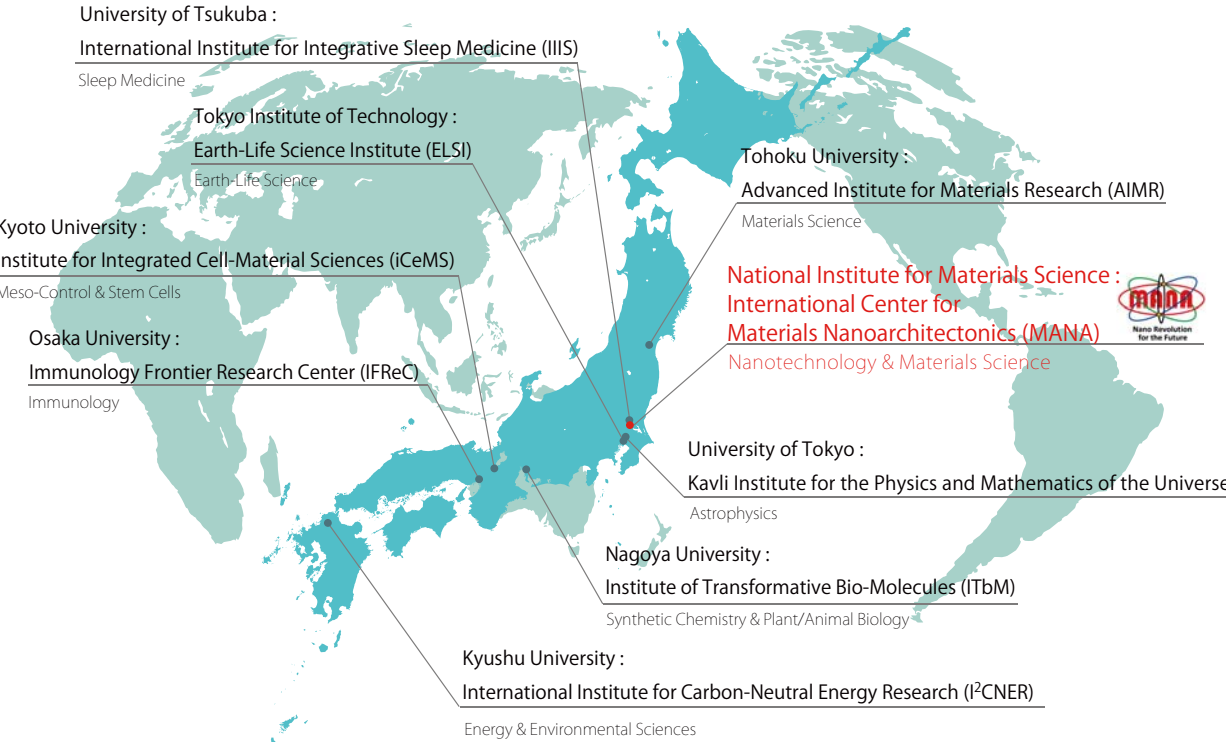 University of Tsukuba :
International Institute for Integrative Sleep Medicine (IIIS)
Sleep Medicine
Tokyo Institute of Technology :
Earth-Life Science Institute (ELSI)
Earth-Life Science
Tohoku University :
Advanced Institute for Materials Research (AIMR)
Materials Science
Kyoto University :
Institute for Integrated Cell-Material Sciences (iCeMS)
Meso-Control & Stem Cells
National Institute for Materials Science :
International Center for
Materials Nanoarchitectonics (MANA)
Nanotechnology & Materials Science
MANA
Nano Revolution
for the Future
Osaka University :
Immunology Frontier Research Center (IFReC)
Immunology
University of Tokyo :
Kavli Institute for the Physics and Mathematics of the Universe
Astrophysics
Nagoya University :
Institute of Transformative Bio-Molecules (ITbM)
Synthetic Chemistry & Plant/Animal Biology
Kyushu University :
International Institute for Carbon-Neutral Energy Research (I²CNER)
Energy & Environmental Sciences